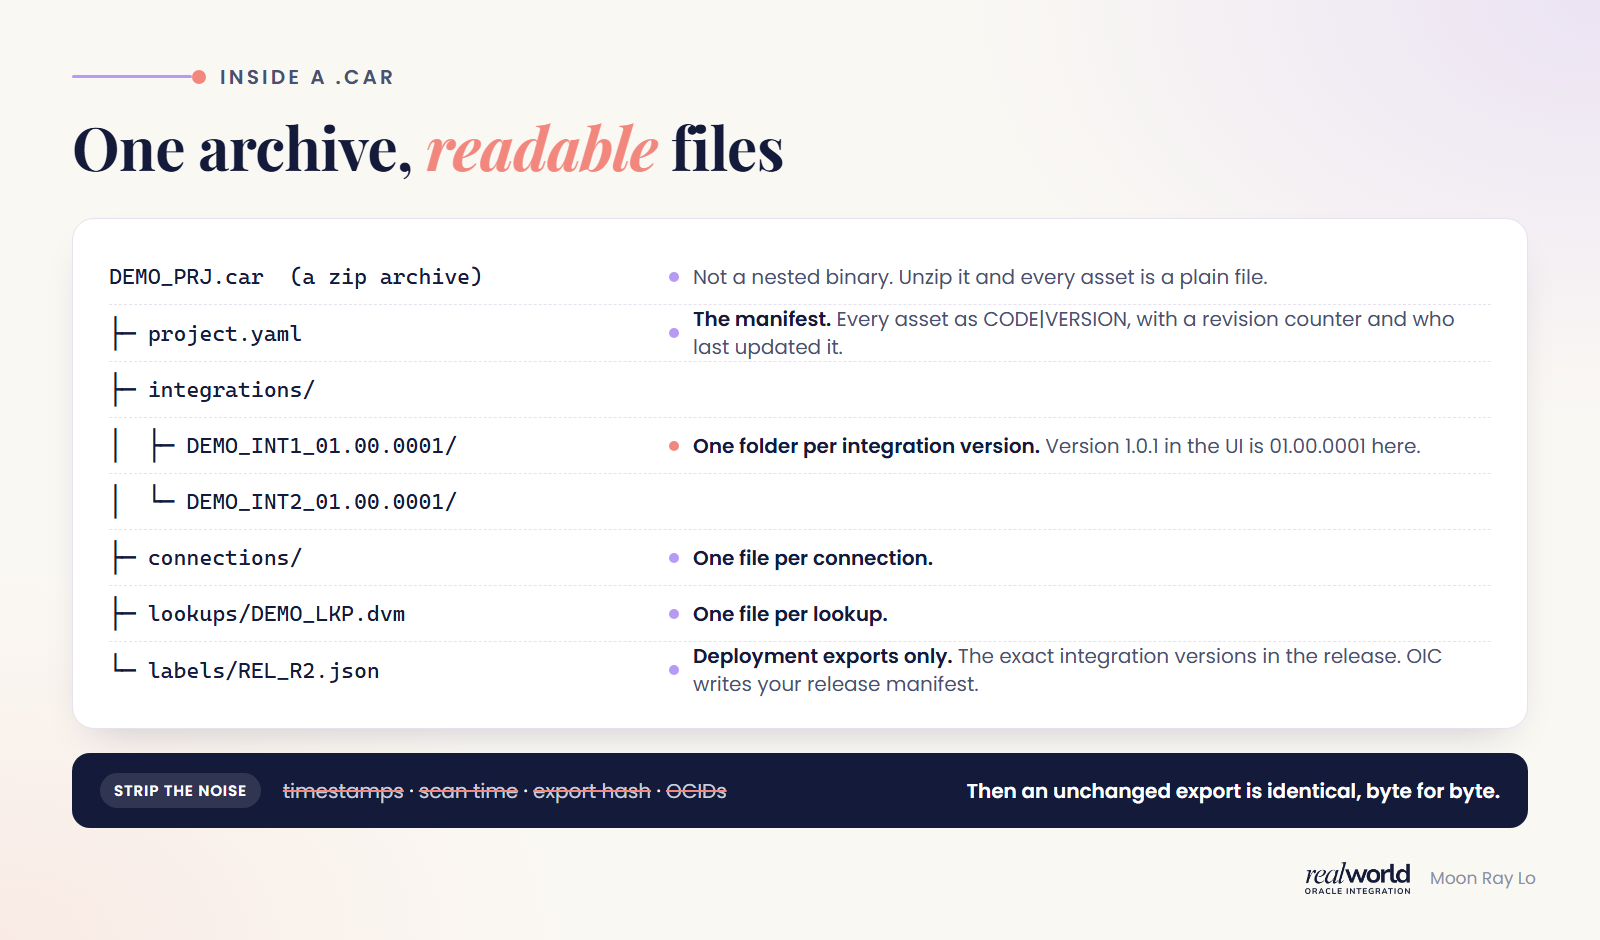 INSIDE A .CAR
One archive, readable files
DEMO_PRJ.car (a zip archive)
Not a nested binary. Unzip it and every asset is a plain file.
├─ project.yaml
The manifest. Every asset as CODE|VERSION, with a revision counter and who
last updated it.
├─ integrations/
│ ├─ DEMO_INT1_01.00.0001/
One folder per integration version. Version 1.0.1 in the UI is 01.00.0001 here.
│ └─ DEMO_INT2_01.00.0001/
├─ connections/
One file per connection.
├─ lookups/DEMO_LKP.dvm
One file per lookup.
└─ labels/REL_R2.json
Deployment exports only. The exact integration versions in the release. OIC
writes your release manifest.
STRIP THE NOISE
timestamps · scan time · export hash · OCIDs
Then an unchanged export is identical, byte for byte.
realworld
ORACLE INTEGRATION
Moon Ray Lo